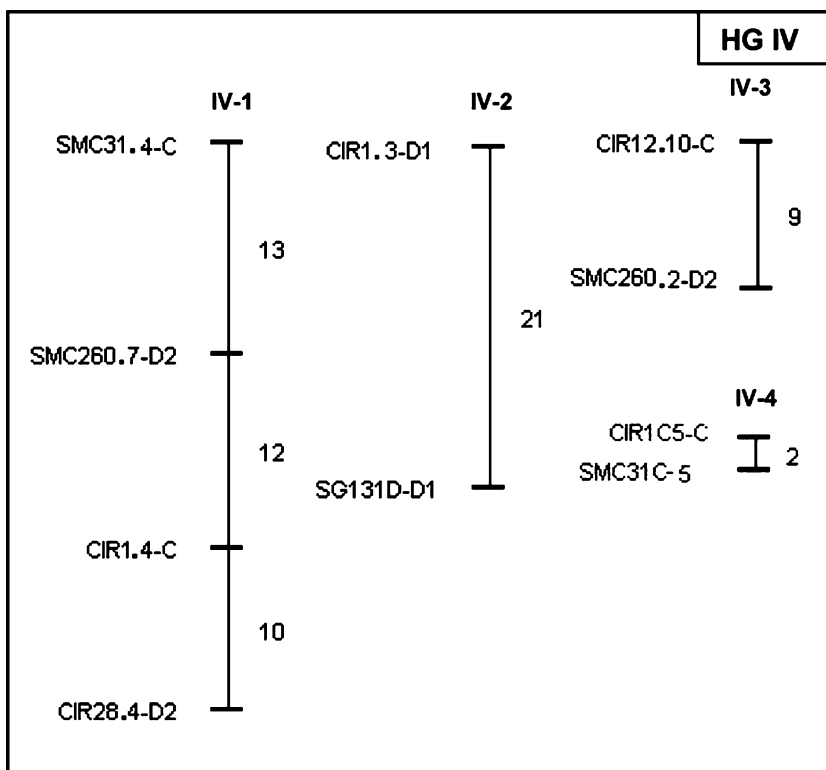 HG IV
IV-1
SMC31.4-C
13
SMC260.7-D2
12
CIR1.4-C
10
CIR28.4-D2
IV-2
CIR1.3-D1
21
SG131D-D1
IV-3
CIR12.10-C
9
SMC260.2-D2
IV-4
CIR1C5-C
2
SMC31C-5